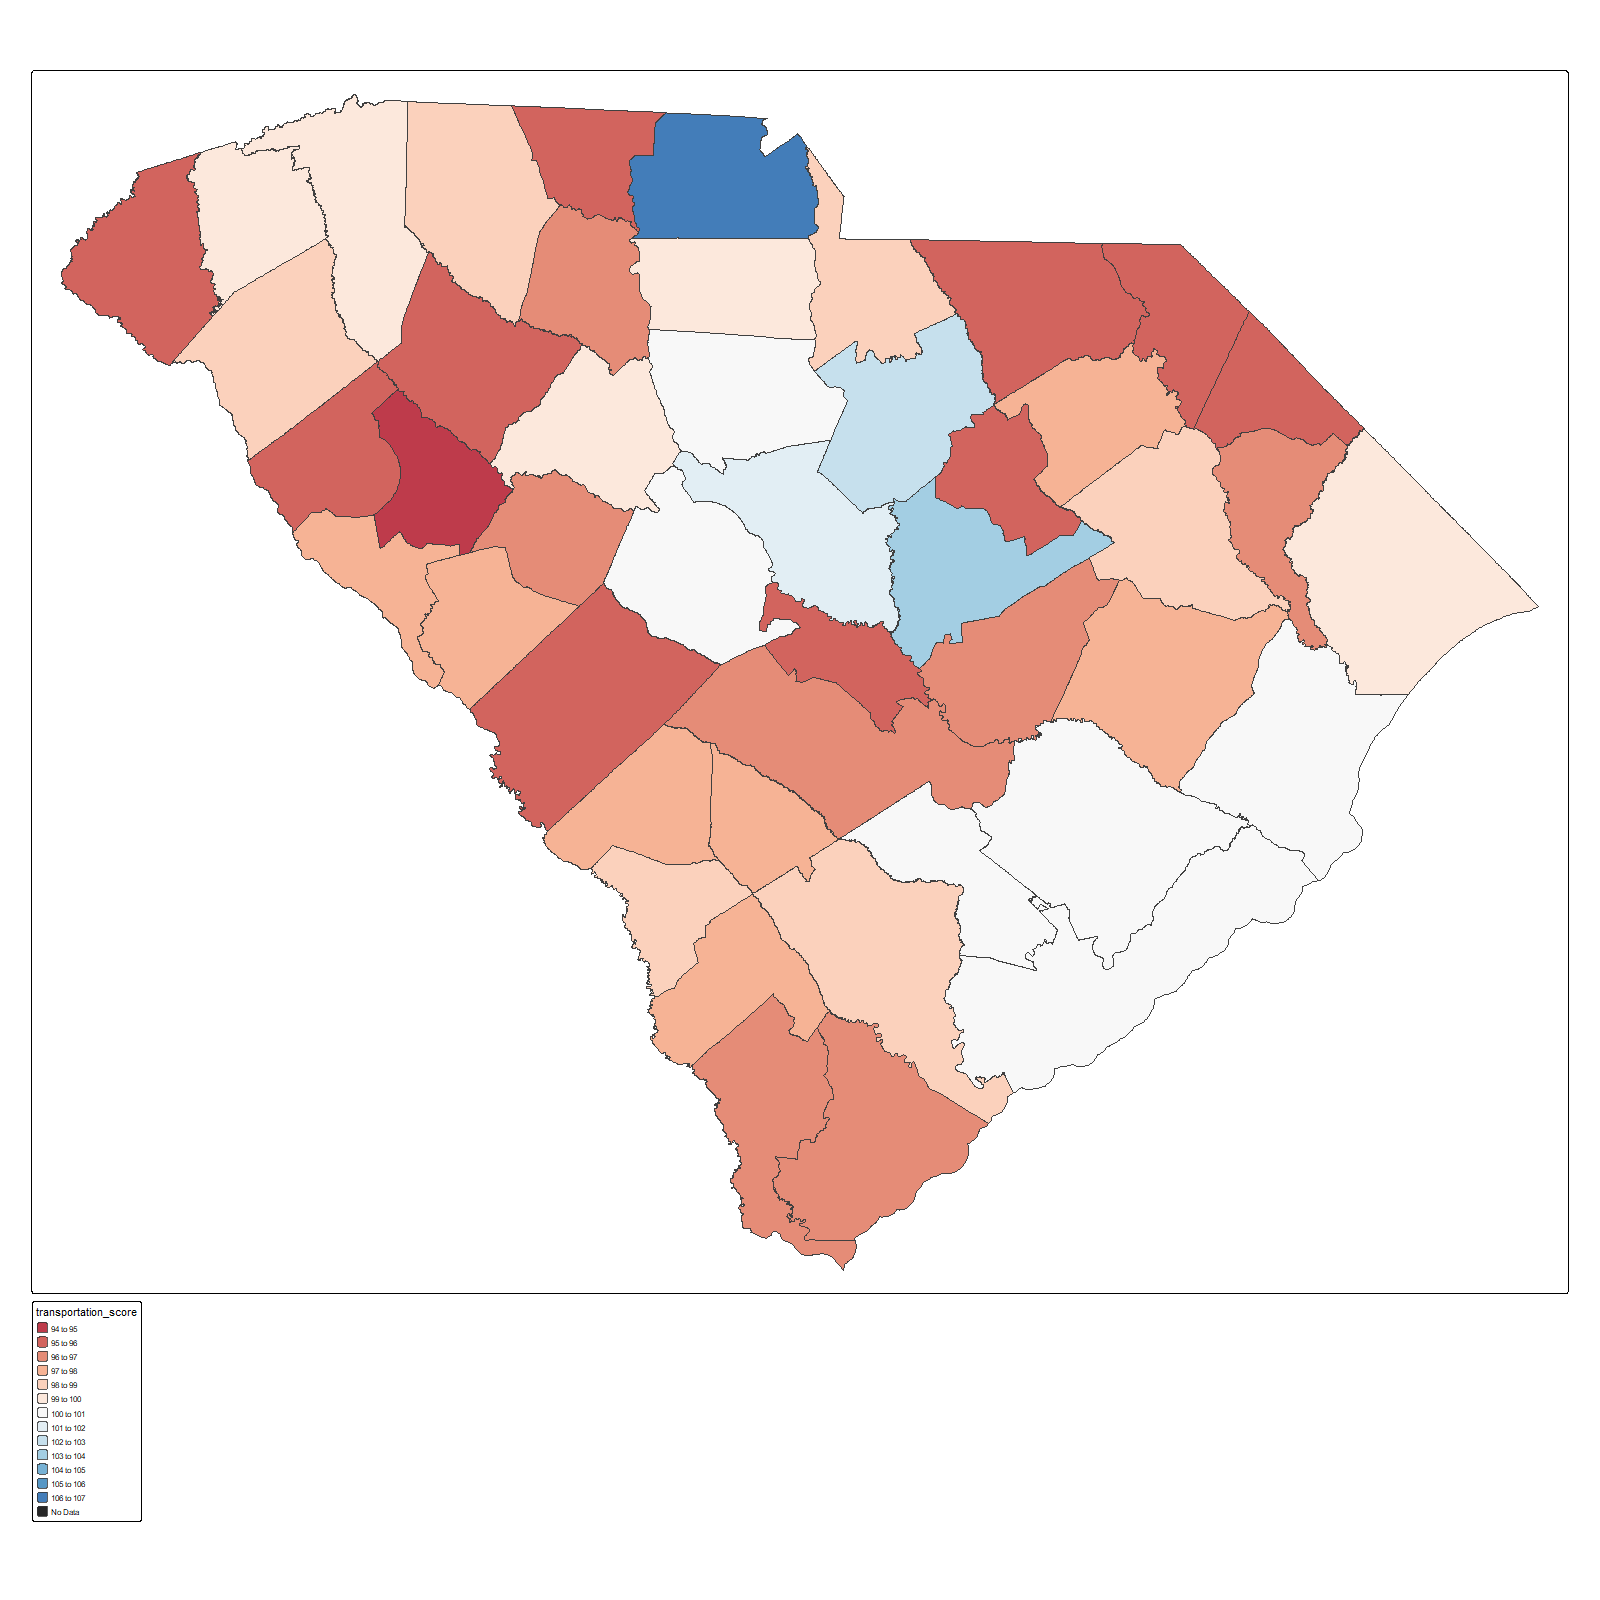 transportation_score
94 to 95
95 to 96
96 to 97
97 to 98
98 to 99
99 to 100
100 to 101
101 to 102
102 to 103
103 to 104
104 to 105
105 to 106
106 to 107
No Data